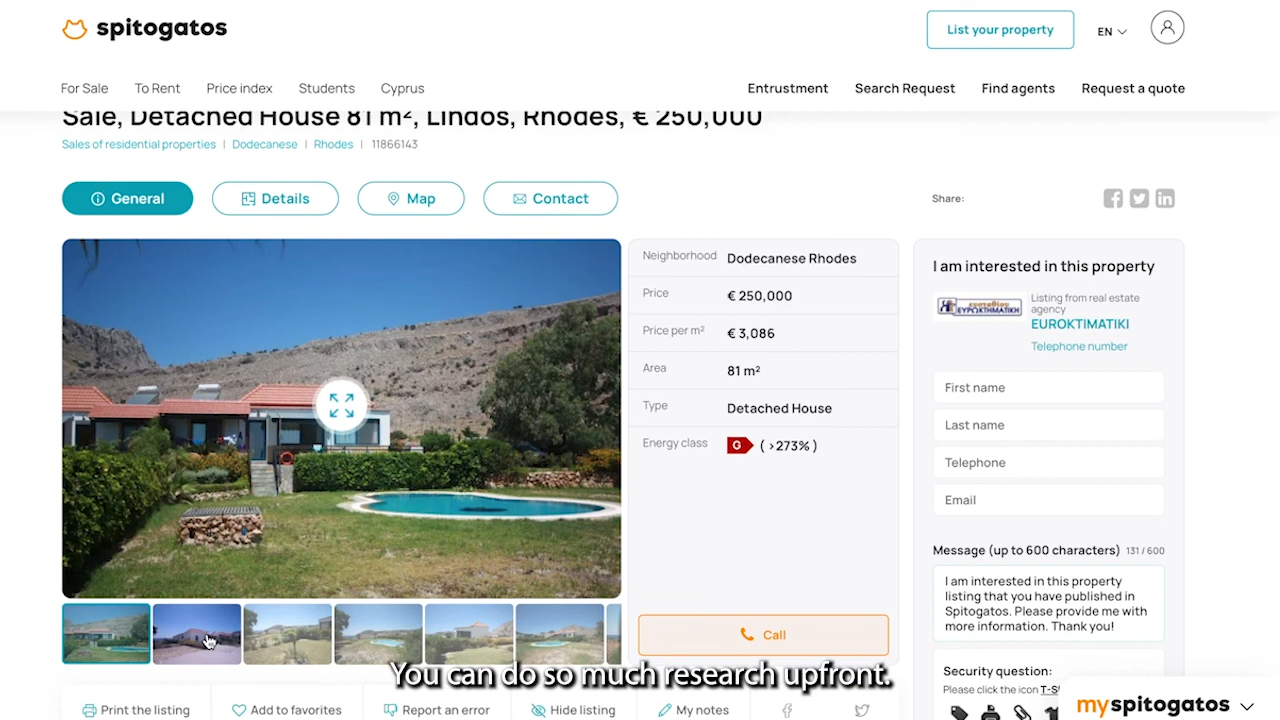 spitogatos
List your property
EN
For Sale
To Rent
Price index
Students
Cyprus
Entrustment
Search Request
Find agents
Request a quote
Sale, Detached House 81 m², Lindos, Rhodes, € 250,000
Sales of residential properties | Dodecanese | Rhodes | 11866143
General
Details
Map
Contact
Share:
Neighborhood Dodecanese Rhodes
Price € 250,000
Price per m² € 3,086
Area 81 m²
Type Detached House
Energy class G ( >273% )
Call
I am interested in this property
ΕΥΡΩΚΤΗΜΑΤΙΚΗ
Listing from real estate
agency
EUROKTIMATIKI
Telephone number
First name
Last name
Telephone
Email
Message (up to 600 characters) 131 / 600
I am interested in this property
listing that you have published in
Spitogatos. Please provide me with
more information. Thank you!
Security question:
Please click the icon T-S
You can do so much research upfront.
Print the listing
Add to favorites
Report an error
Hide listing
My notes
myspitogatos